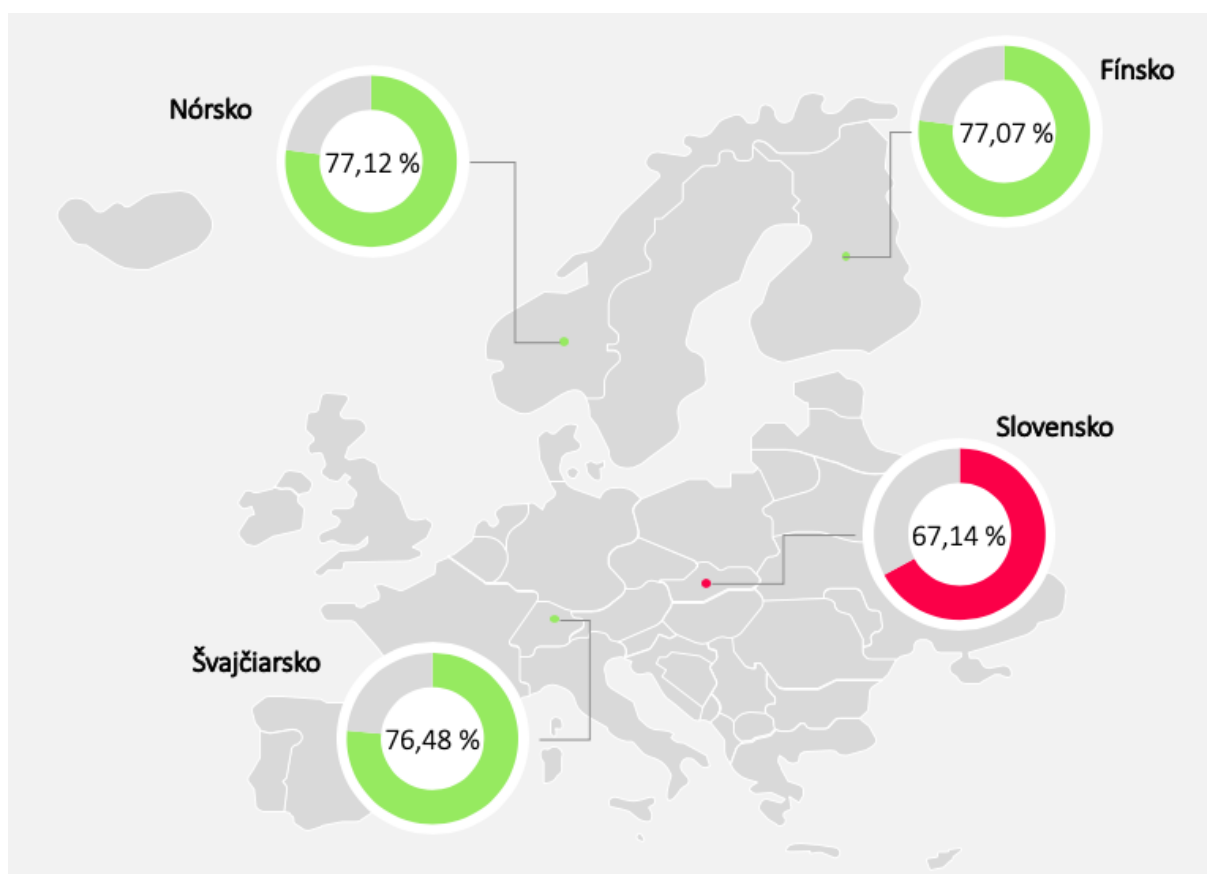 Nórsko
77,12 %
Fínsko
77,07 %
Slovensko
67,14 %
Švajčiarsko
76,48 %